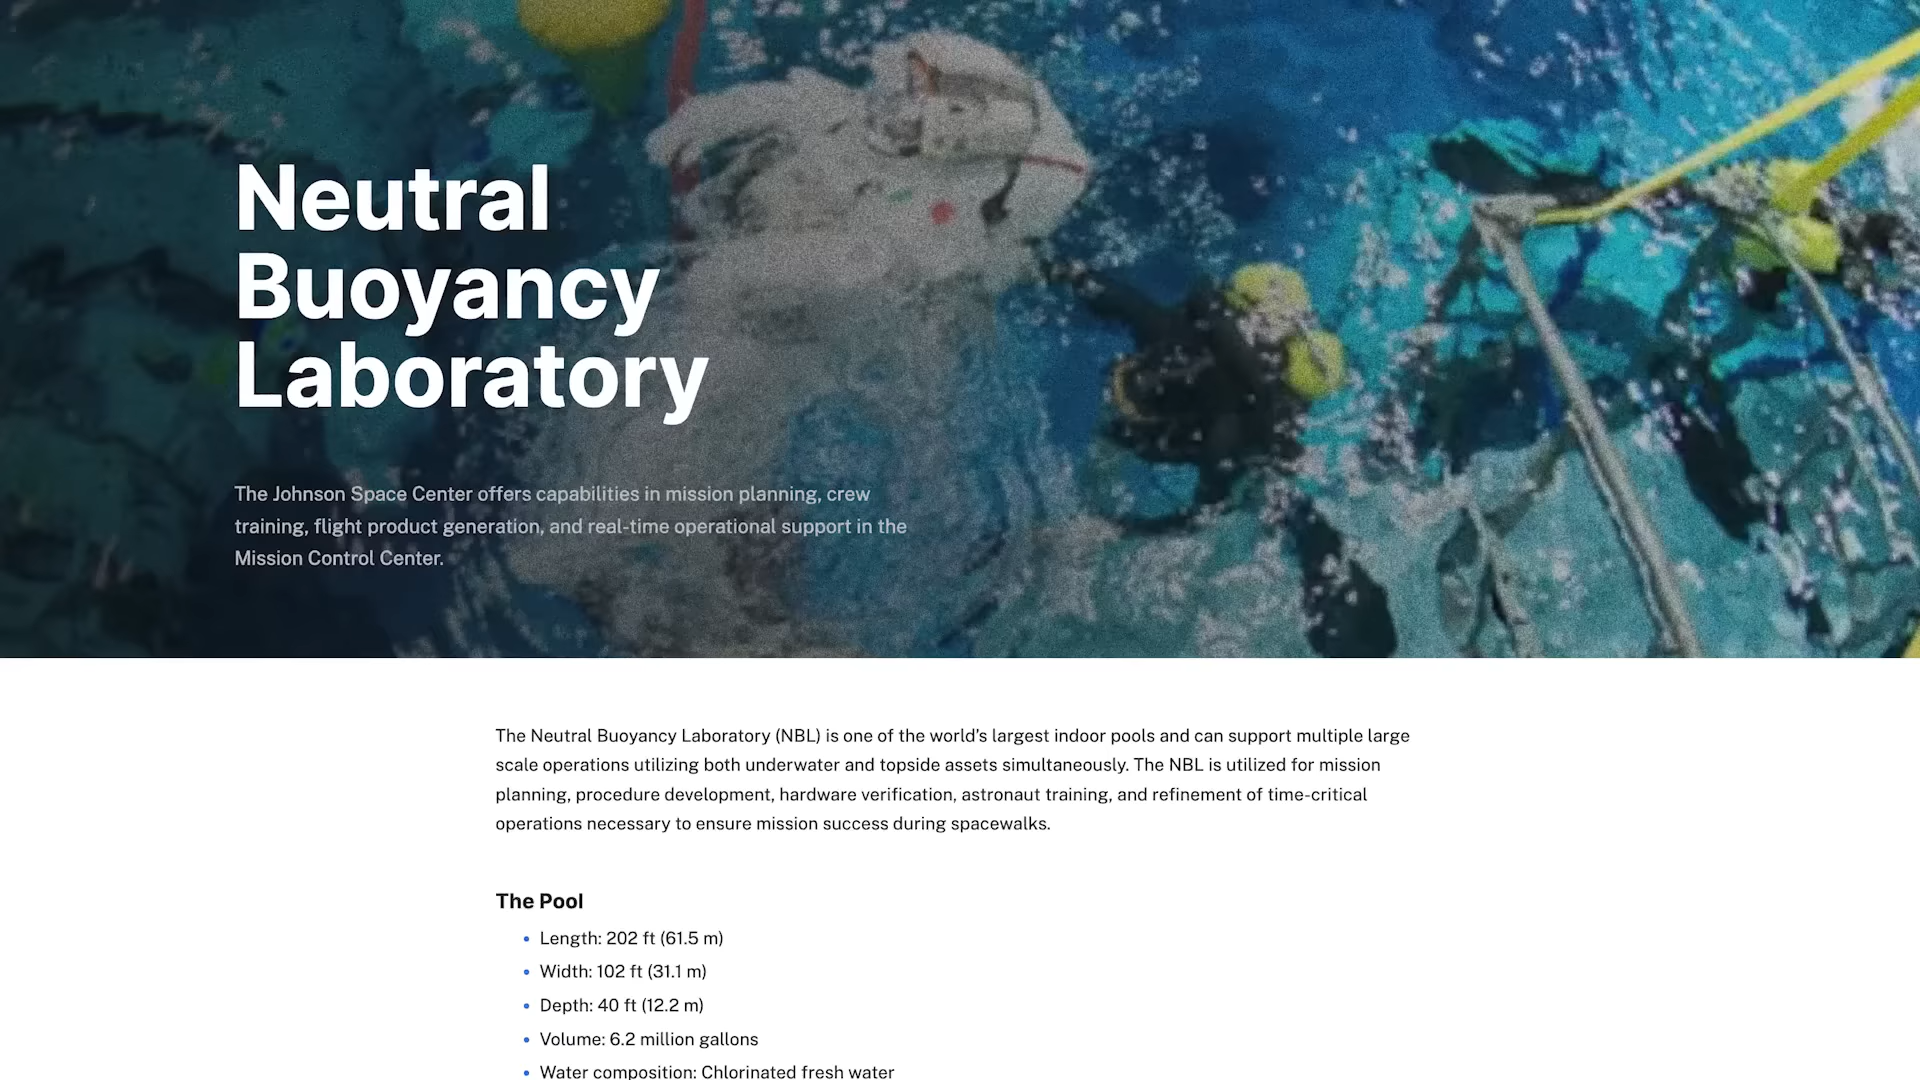 Neutral
Buoyancy
Laboratory
The Johnson Space Center offers capabilities in mission planning, crew
training, flight product generation, and real-time operational support in the
Mission Control Center.
The Neutral Buoyancy Laboratory (NBL) is one of the world’s largest indoor pools and can support multiple large
scale operations utilizing both underwater and topside assets simultaneously. The NBL is utilized for mission
planning, procedure development, hardware verification, astronaut training, and refinement of time-critical
operations necessary to ensure mission success during spacewalks.
The Pool
• Length: 202 ft (61.5 m)
• Width: 102 ft (31.1 m)
• Depth: 40 ft (12.2 m)
• Volume: 6.2 million gallons
• Water composition: Chlorinated fresh water